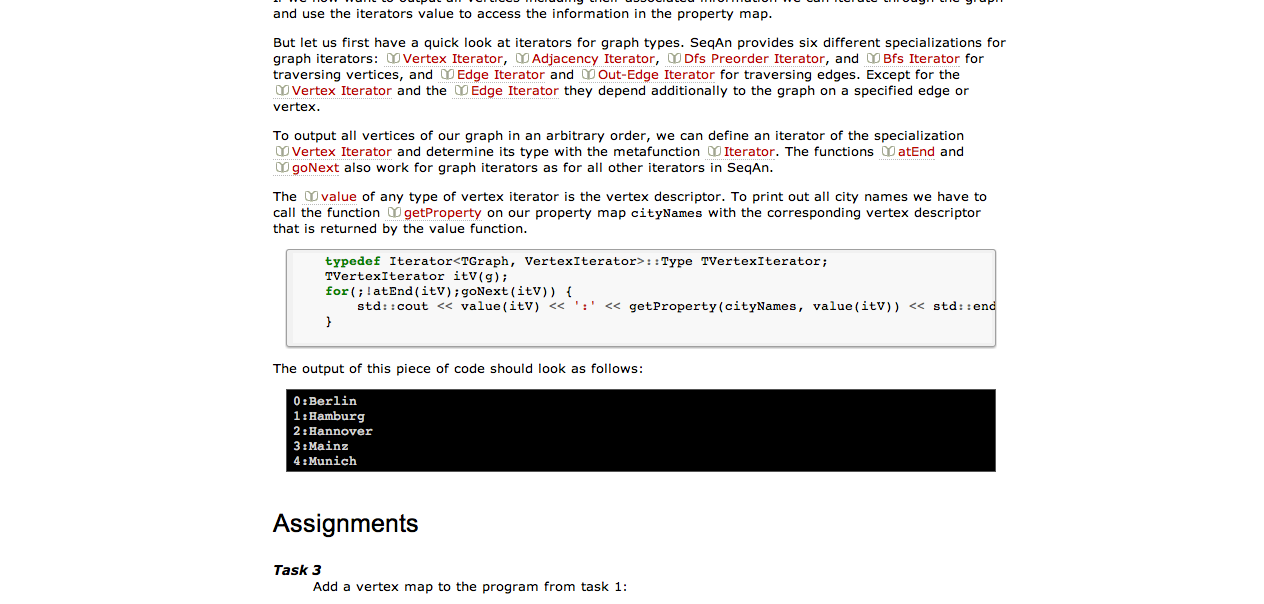 and use the iterators value to access the information in the property map.
But let us first have a quick look at iterators for graph types. SeqAn provides six different specializations for
graph iterators: Vertex Iterator, Adjacency Iterator, Dfs Preorder Iterator, and Bfs Iterator for
traversing vertices, and Edge Iterator and Out-Edge Iterator for traversing edges. Except for the
Vertex Iterator and the Edge Iterator they depend additionally to the graph on a specified edge or
vertex.
To output all vertices of our graph in an arbitrary order, we can define an iterator of the specialization
Vertex Iterator and determine its type with the metafunction Iterator. The functions atEnd and
goNext also work for graph iterators as for all other iterators in SeqAn.
The value of any type of vertex iterator is the vertex descriptor. To print out all city names we have to
call the function getProperty on our property map cityNames with the corresponding vertex descriptor
that is returned by the value function.
typedef Iterator<TGraph, VertexIterator>::Type TVertexIterator;
TVertexIterator itV(g);
for(;!atEnd(itV);goNext(itV)) {
std::cout << value(itV) << ':' << getProperty(cityNames, value(itV)) << std::end
}
The output of this piece of code should look as follows:
0:Berlin
1:Hamburg
2:Hannover
3:Mainz
4:Munich
Assignments
Task 3
Add a vertex map to the program from task 1: